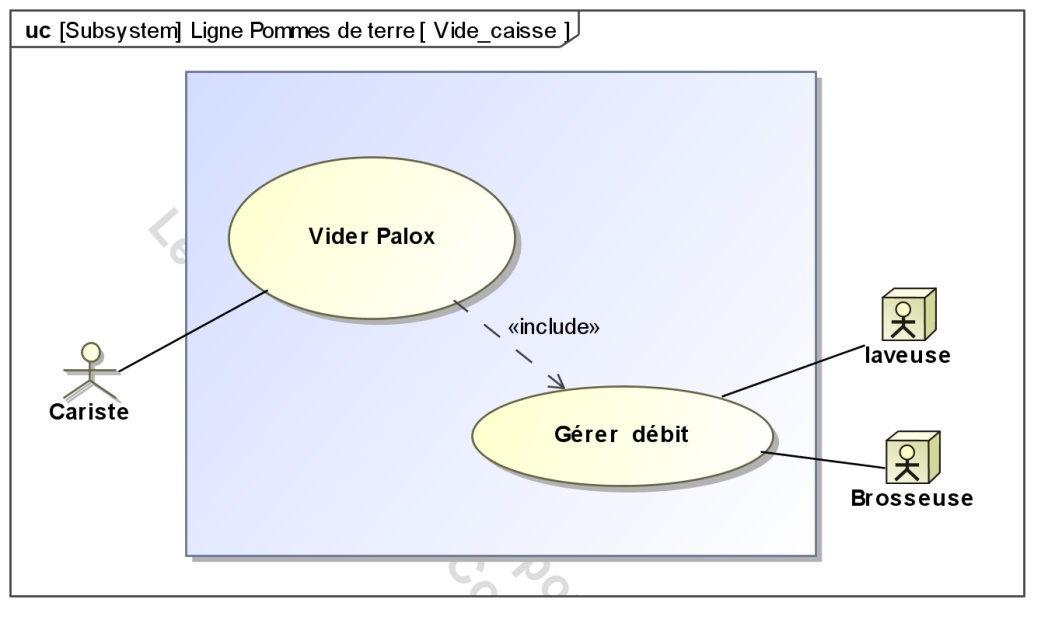 uc [Subsystem] Ligne Pommes de terre [ Vide_caisse ]
Vider Palox
«include»
laveuse
Cariste
Gérer débit
Brosseuse